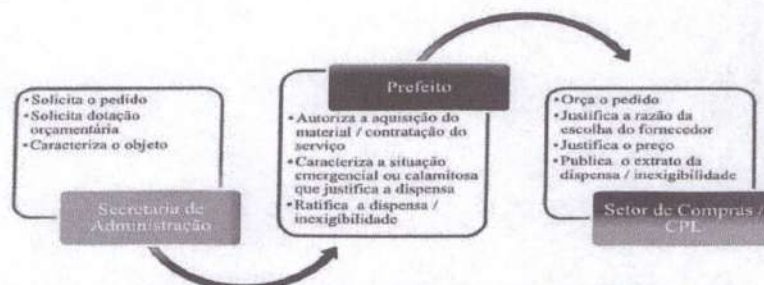 • Solicita o pedido
• Solicita dotação
orçamentária
• Caracteriza o objeto
Secretaria de
Administração
Prefeito
• Autoriza a aquisição do
material / contratação do
serviço
• Caracteriza a situação
emergencial ou calamitosa
que justifica a dispensa
• Ratifica a dispensa /
inexigibilidade
• Orça o pedido
• Justifica a razão da
escolha do fornecedor
• Justifica o preço
• Publica o extrato da
dispensa / inexigibilidade
Setor de Compras /
CPL